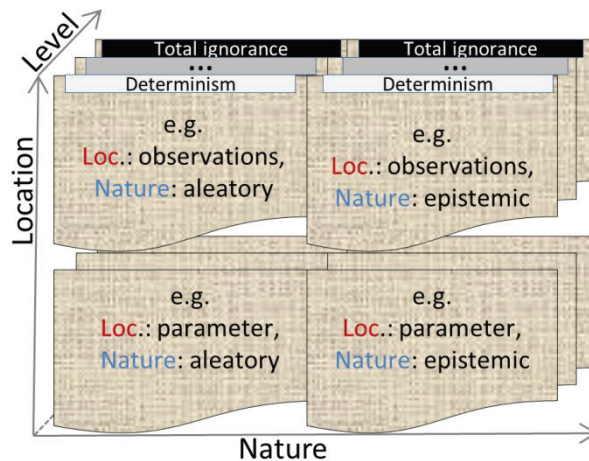 Level
Total ignorance
Total ignorance
...
...
Determinism
Determinism
Location
e.g.
Loc.: observations,
Nature: aleatory
e.g.
Loc.: observations,
Nature: epistemic
e.g.
Loc.: parameter,
Nature: aleatory
e.g.
Loc.: parameter,
Nature: epistemic
Nature